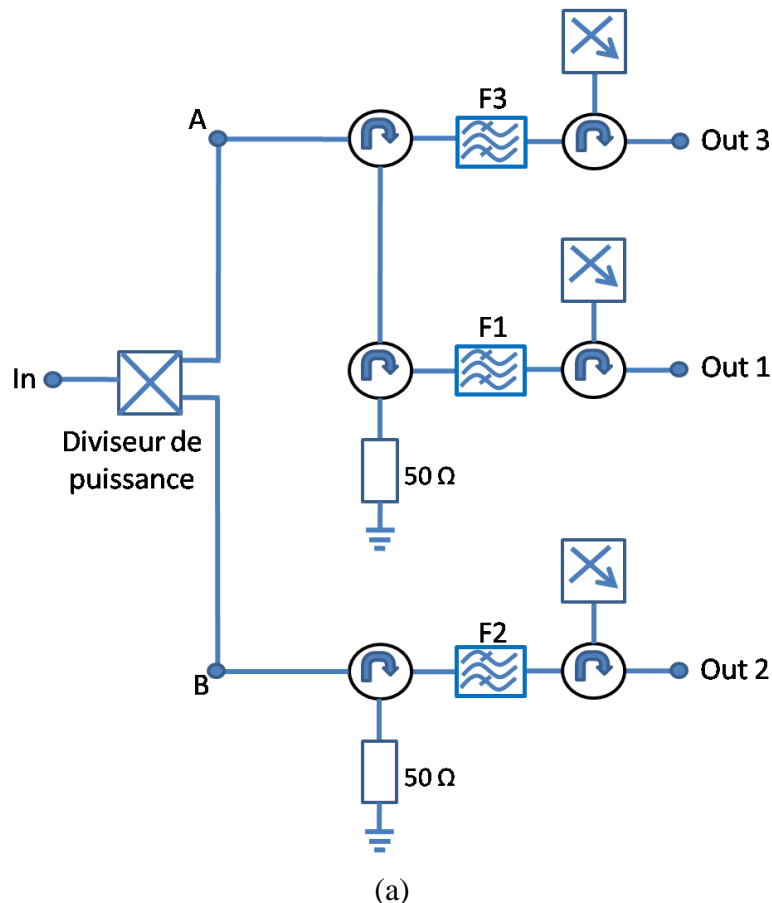 A
F3
Out 3
In
Diviseur de
puissance
F1
Out 1
50 Ω
B
F2
Out 2
50 Ω
(a)